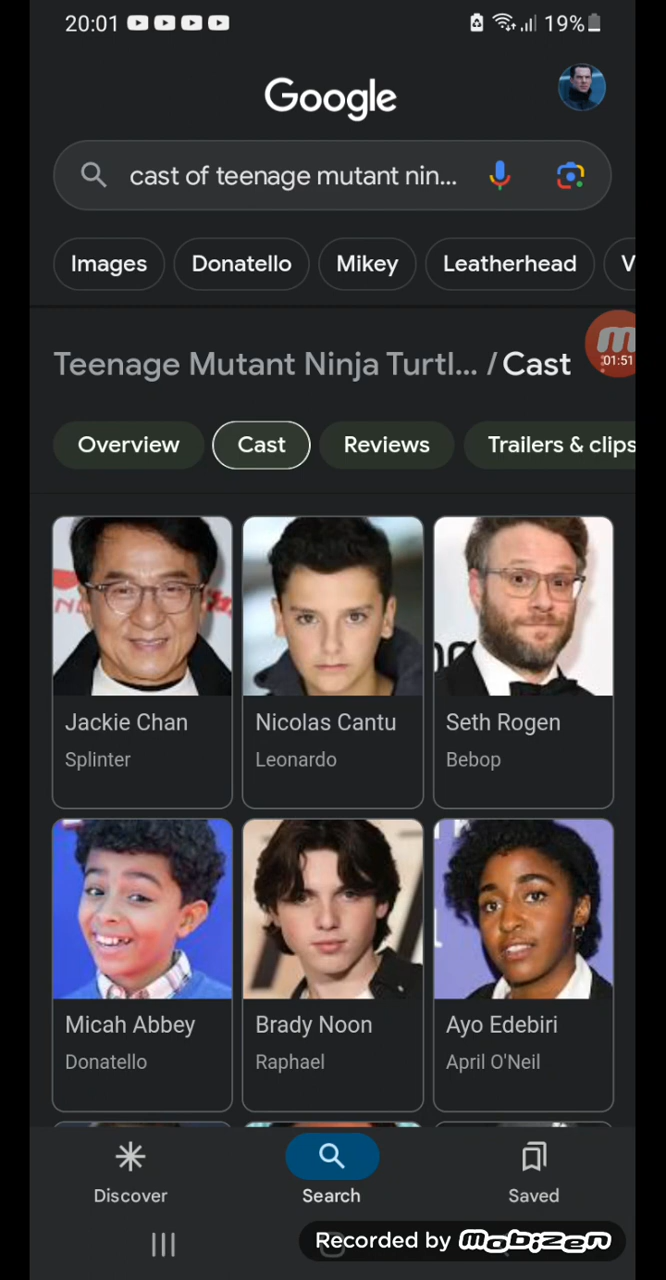 20:01 19%
Google
cast of teenage mutant nin...
Images Donatello Mikey Leatherhead V
Teenage Mutant Ninja Turtl... / Cast
01:51
Overview Cast Reviews Trailers & clips
Jackie Chan Nicolas Cantu Seth Rogen
Splinter Leonardo Bebop
Micah Abbey Brady Noon Ayo Edebiri
Donatello Raphael April O'Neil
Discover Search Saved
Recorded by mobizen